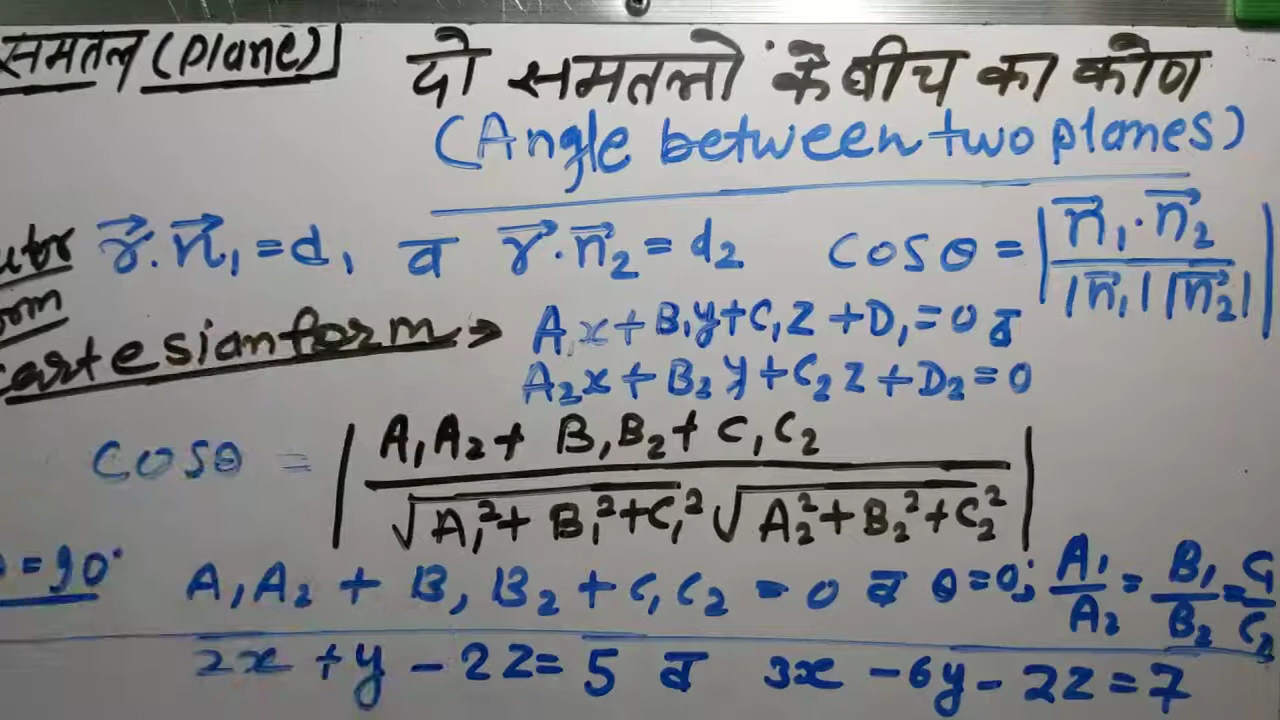 समतल (plane) दो समतलों के बीच का कोण
(Angle between two planes)
r⃗.n⃗₁ = d₁ व r⃗.n⃗₂ = d₂ cosθ = |n⃗₁.n⃗₂ / |n⃗₁| |n⃗₂||
cartesian form → A₁x + B₁y + C₁z + D₁ = 0 व
A₂x + B₂y + C₂z + D₂ = 0
cosθ = |A₁A₂ + B₁B₂ + C₁C₂ / √A₁² + B₁² + C₁² √A₂² + B₂² + C₂²|
= 90° A₁A₂ + B₁B₂ + C₁C₂ = 0 व θ = 0; A₁/A₂ = B₁/B₂ = C₁/C₂
2x + y - 2z = 5 व 3x - 6y - 2z = 7